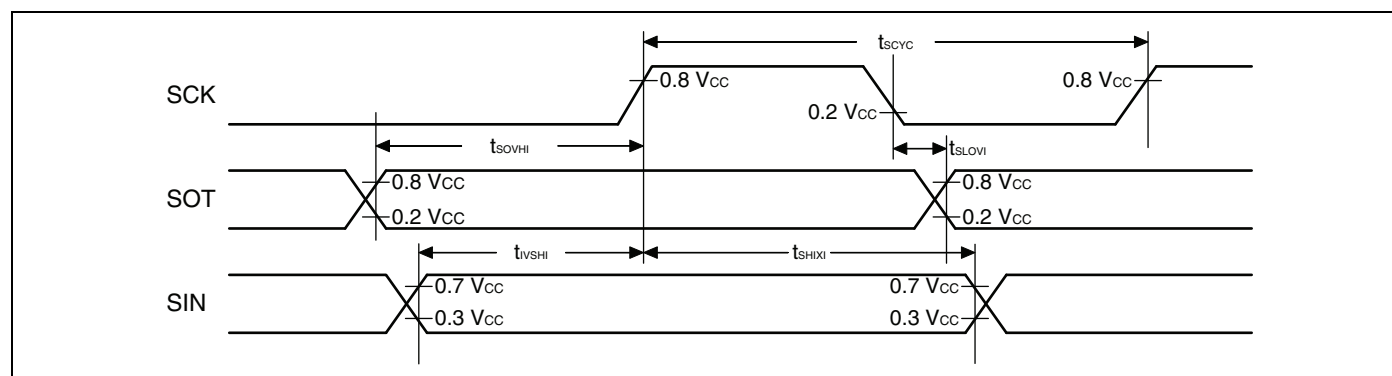 tSCYC
SCK
0.8 VCC
0.8 VCC
0.2 VCC
tSOVHI
tSLOVI
SOT
0.8 VCC
0.8 VCC
0.2 VCC
0.2 VCC
tIVSHI
tSHIXI
SIN
0.7 VCC
0.7 VCC
0.3 VCC
0.3 VCC